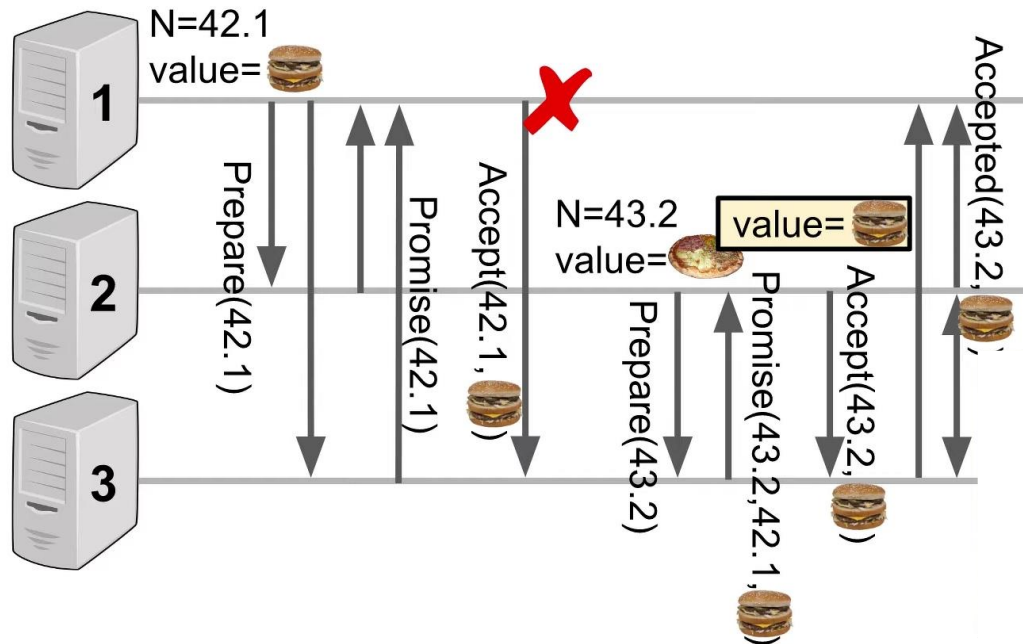 1
N=42.1
value=
Prepare(42.1)
Promise(42.1)
Accept(42.1, )
2
N=43.2
value=
value=
Prepare(43.2)
Promise(43.2,42.1, )
Accept(43.2, )
Accepted(43.2, )
3